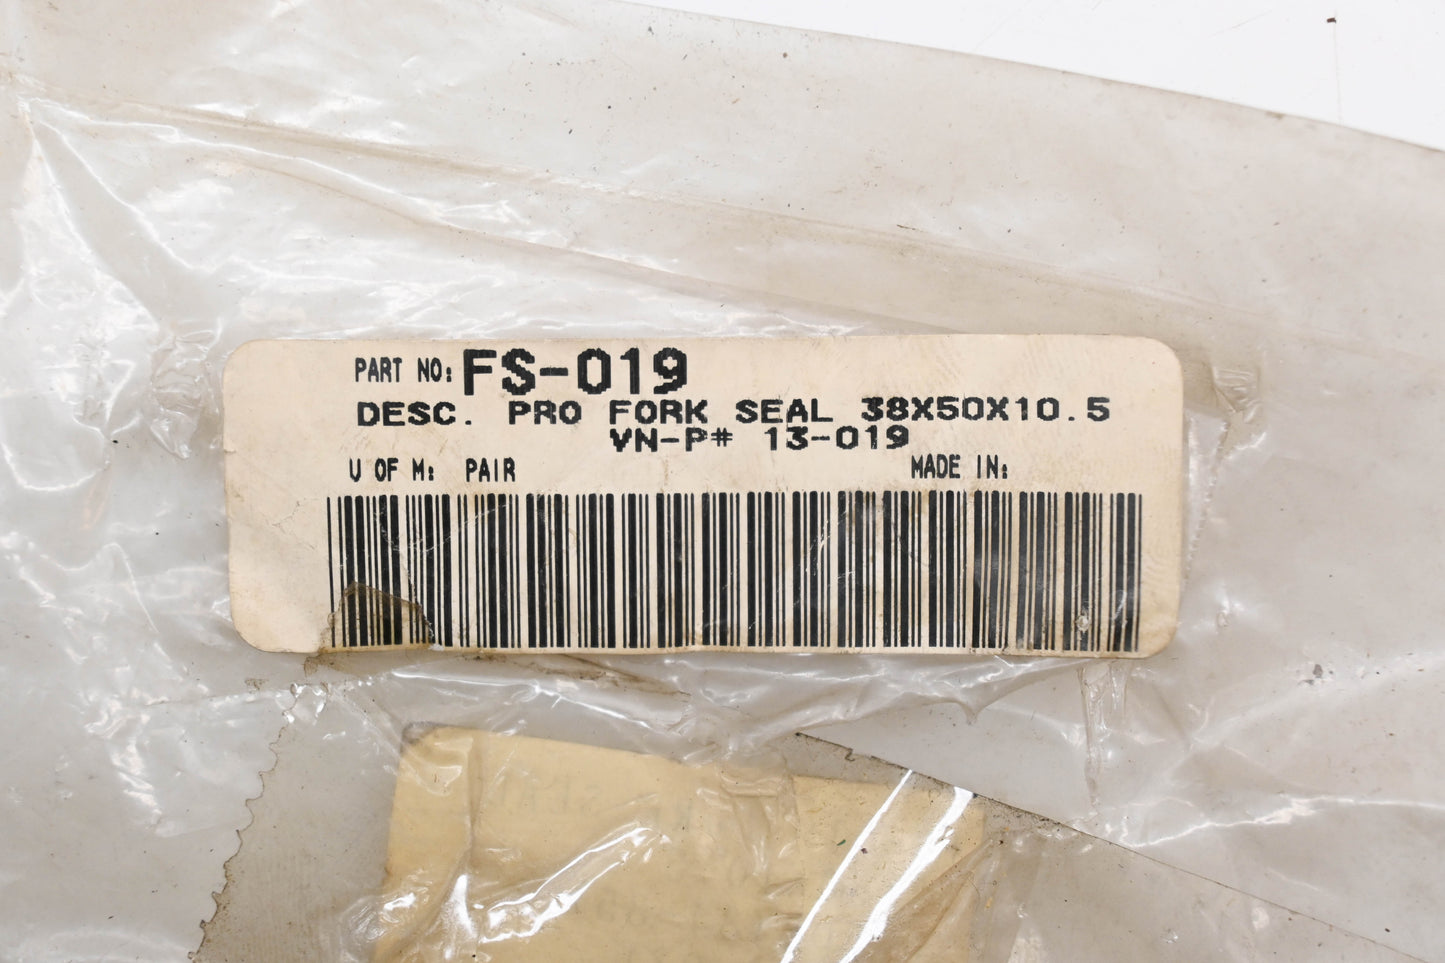 PART NO: FS-019
DESC. PRO FORK SEAL 38X50X10.5
VN-P# 13-019
U OF M: PAIR MADE IN: